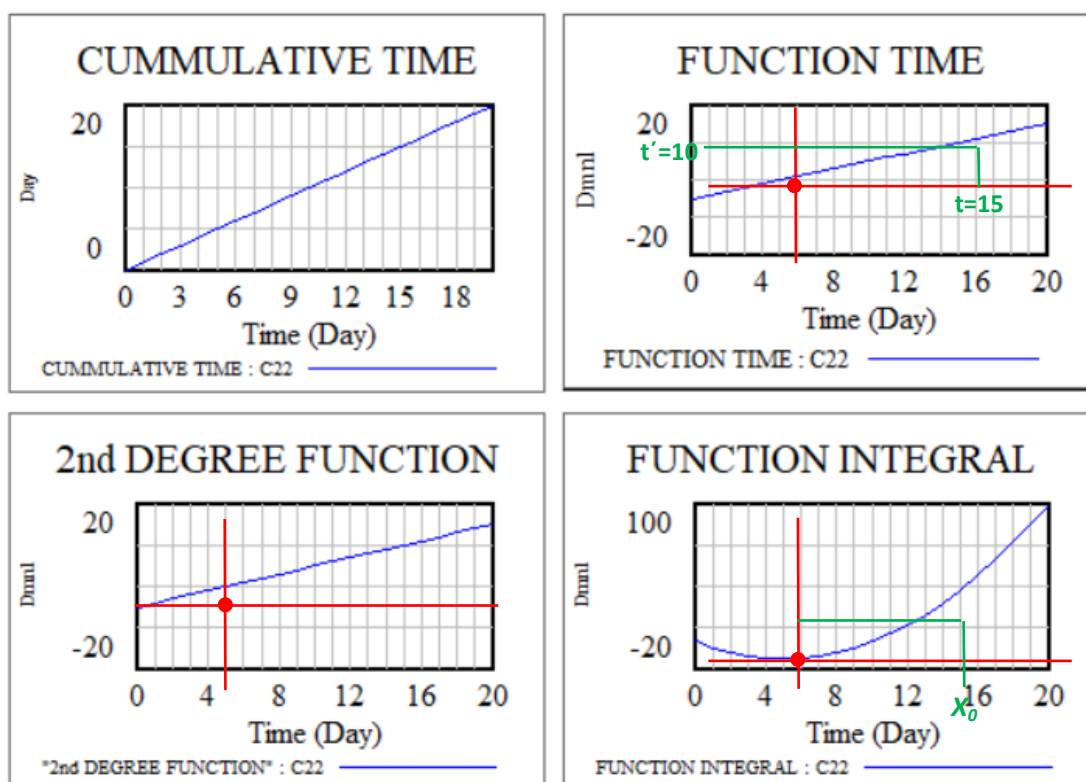 CUMMULATIVE TIME
20
Day
0
0 3 6 9 12 15 18
Time (Day)
CUMMULATIVE TIME : C22
FUNCTION TIME
20
t´=10
Dmnl
t=15
-20
0 4 8 12 16 20
Time (Day)
FUNCTION TIME : C22
2nd DEGREE FUNCTION
20
Dmnl
-20
0 4 8 12 16 20
Time (Day)
"2nd DEGREE FUNCTION" : C22
FUNCTION INTEGRAL
100
Dmnl
-20
0 4 8 12 16 20
X₀
Time (Day)
FUNCTION INTEGRAL : C22